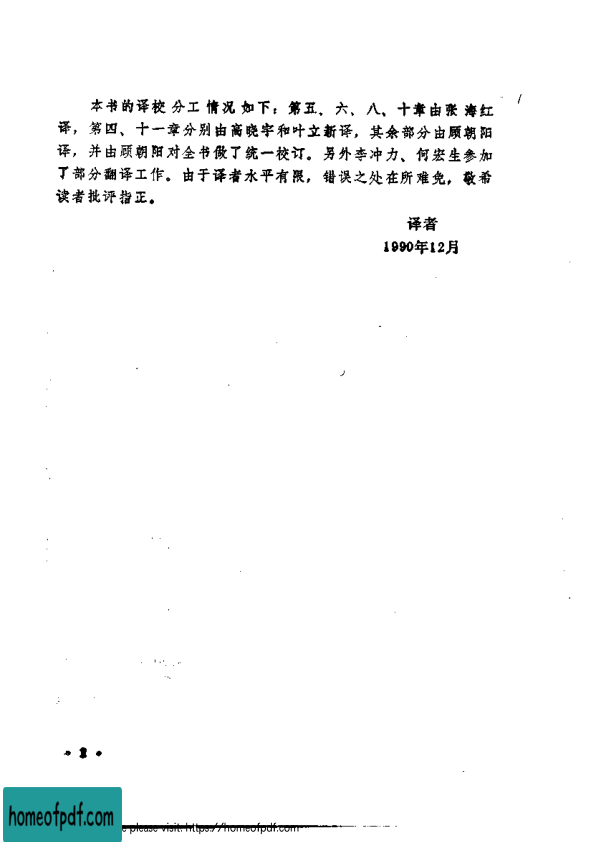 本书的译校分工情况如下：第五、六、八、十章由张海红
译，第四、十一章分别由高晓宇和叶立新译，其余部分由顾朝阳
译，并由顾朝阳对全书做了统一校订。另外李冲力、何宏生参加
了部分翻译工作。由于译者水平有限，错误之处在所难免，敬希
读者批评指正。
译者
1990年12月
homeofpdf.com
please visit: https://homeofpdf.com